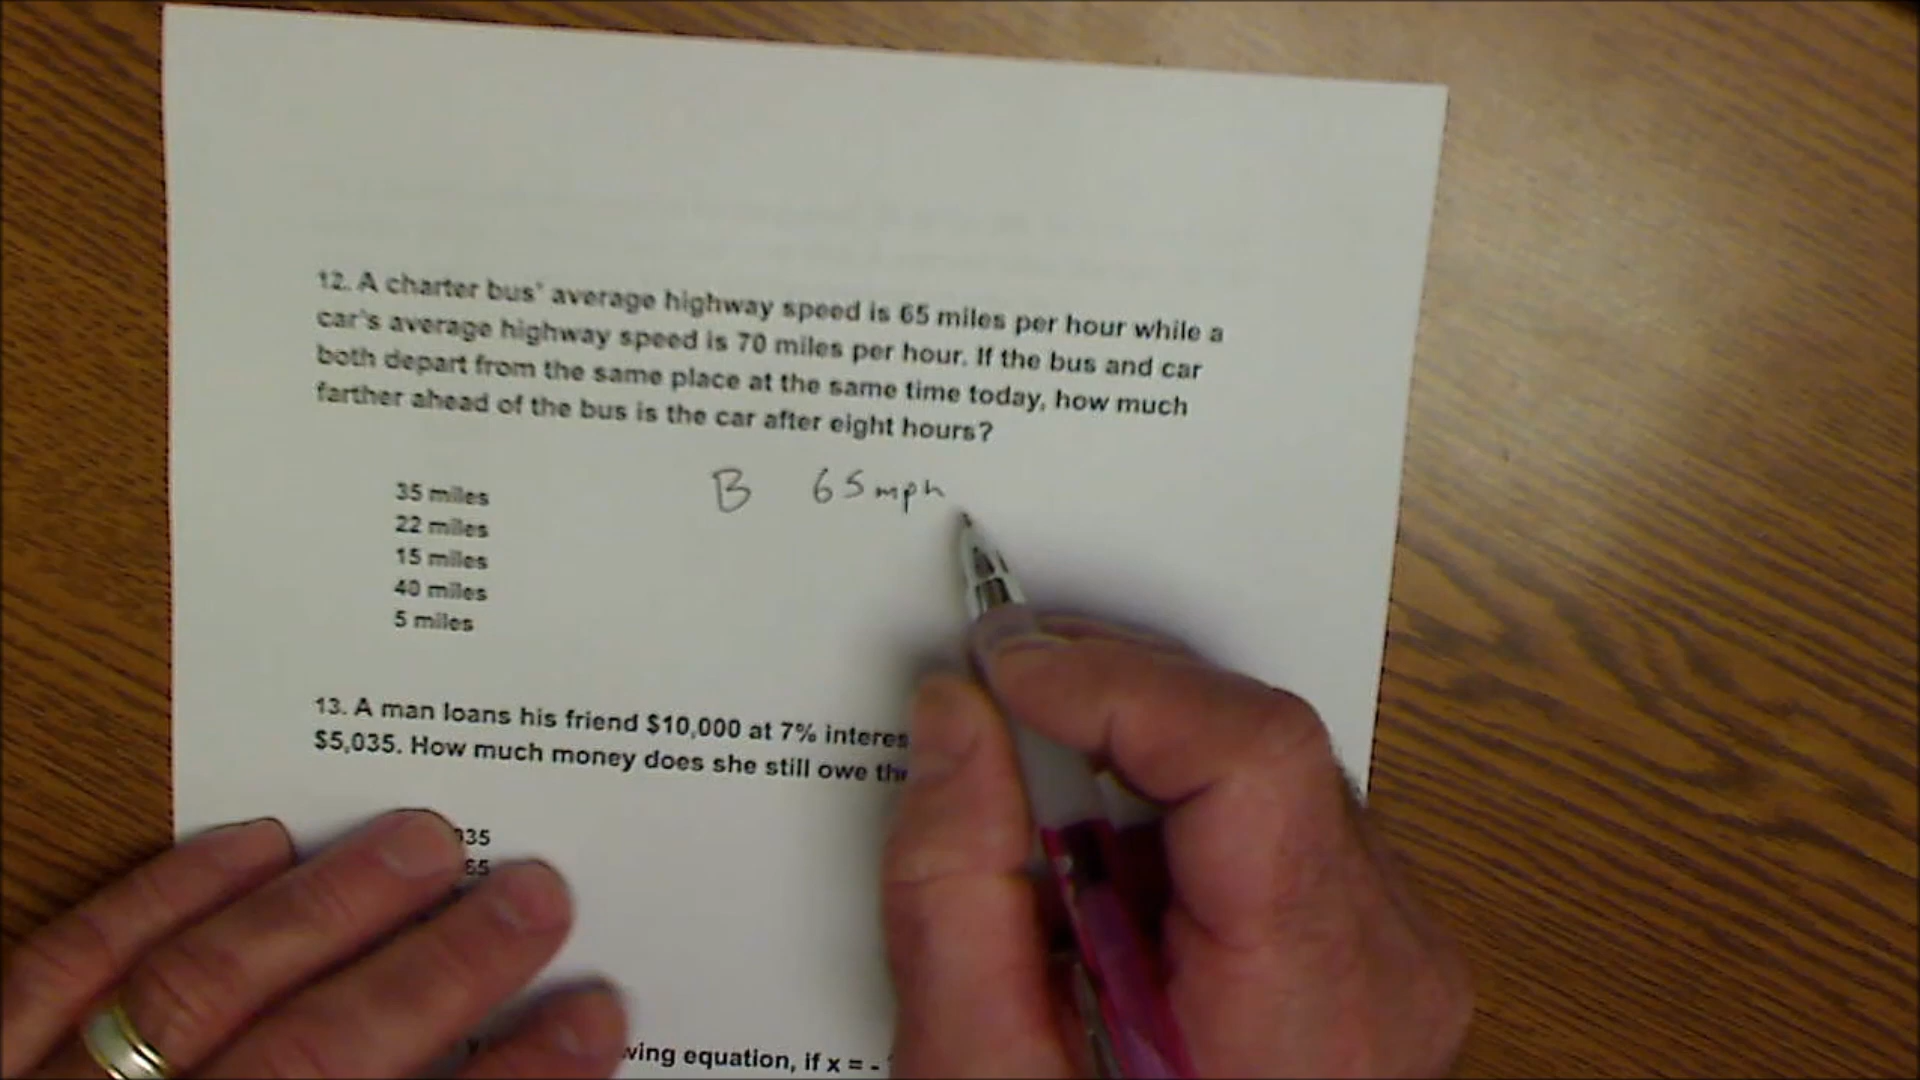 12. A charter bus' average highway speed is 65 miles per hour while a
car's average highway speed is 70 miles per hour. If the bus and car
both depart from the same place at the same time today, how much
farther ahead of the bus is the car after eight hours?
B 65mph
35 miles
22 miles
15 miles
40 miles
5 miles
13. A man loans his friend $10,000 at 7%
$5,035. How much money does she still owe
035
65
equation, if x = -